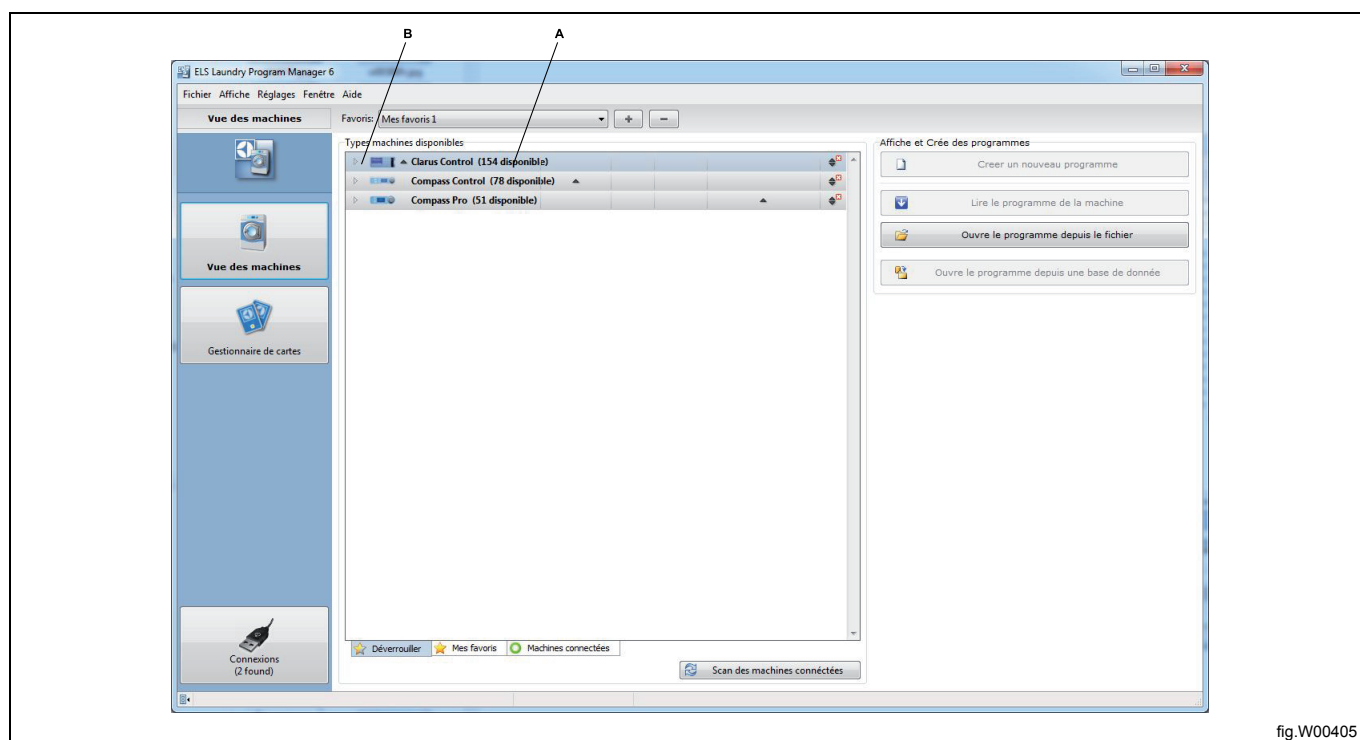 B A
ELS Laundry Program Manager 6
Fichier Affiche Réglages Fenêtre Aide
Vue des machines
Favoris: Mes favoris 1
Types machines disponibles
Clarus Control (154 disponible)
Compass Control (78 disponible)
Compass Pro (51 disponible)
Affiche et Crée des programmes
Creer un nouveau programme
Lire le programme de la machine
Ouvre le programme depuis le fichier
Ouvre le programme depuis une base de donnée
Vue des machines
Gestionnaire de cartes
Connexions
(2 found)
Déverrouiller Mes favoris Machines connectées
Scan des machines connéctées
fig.W00405